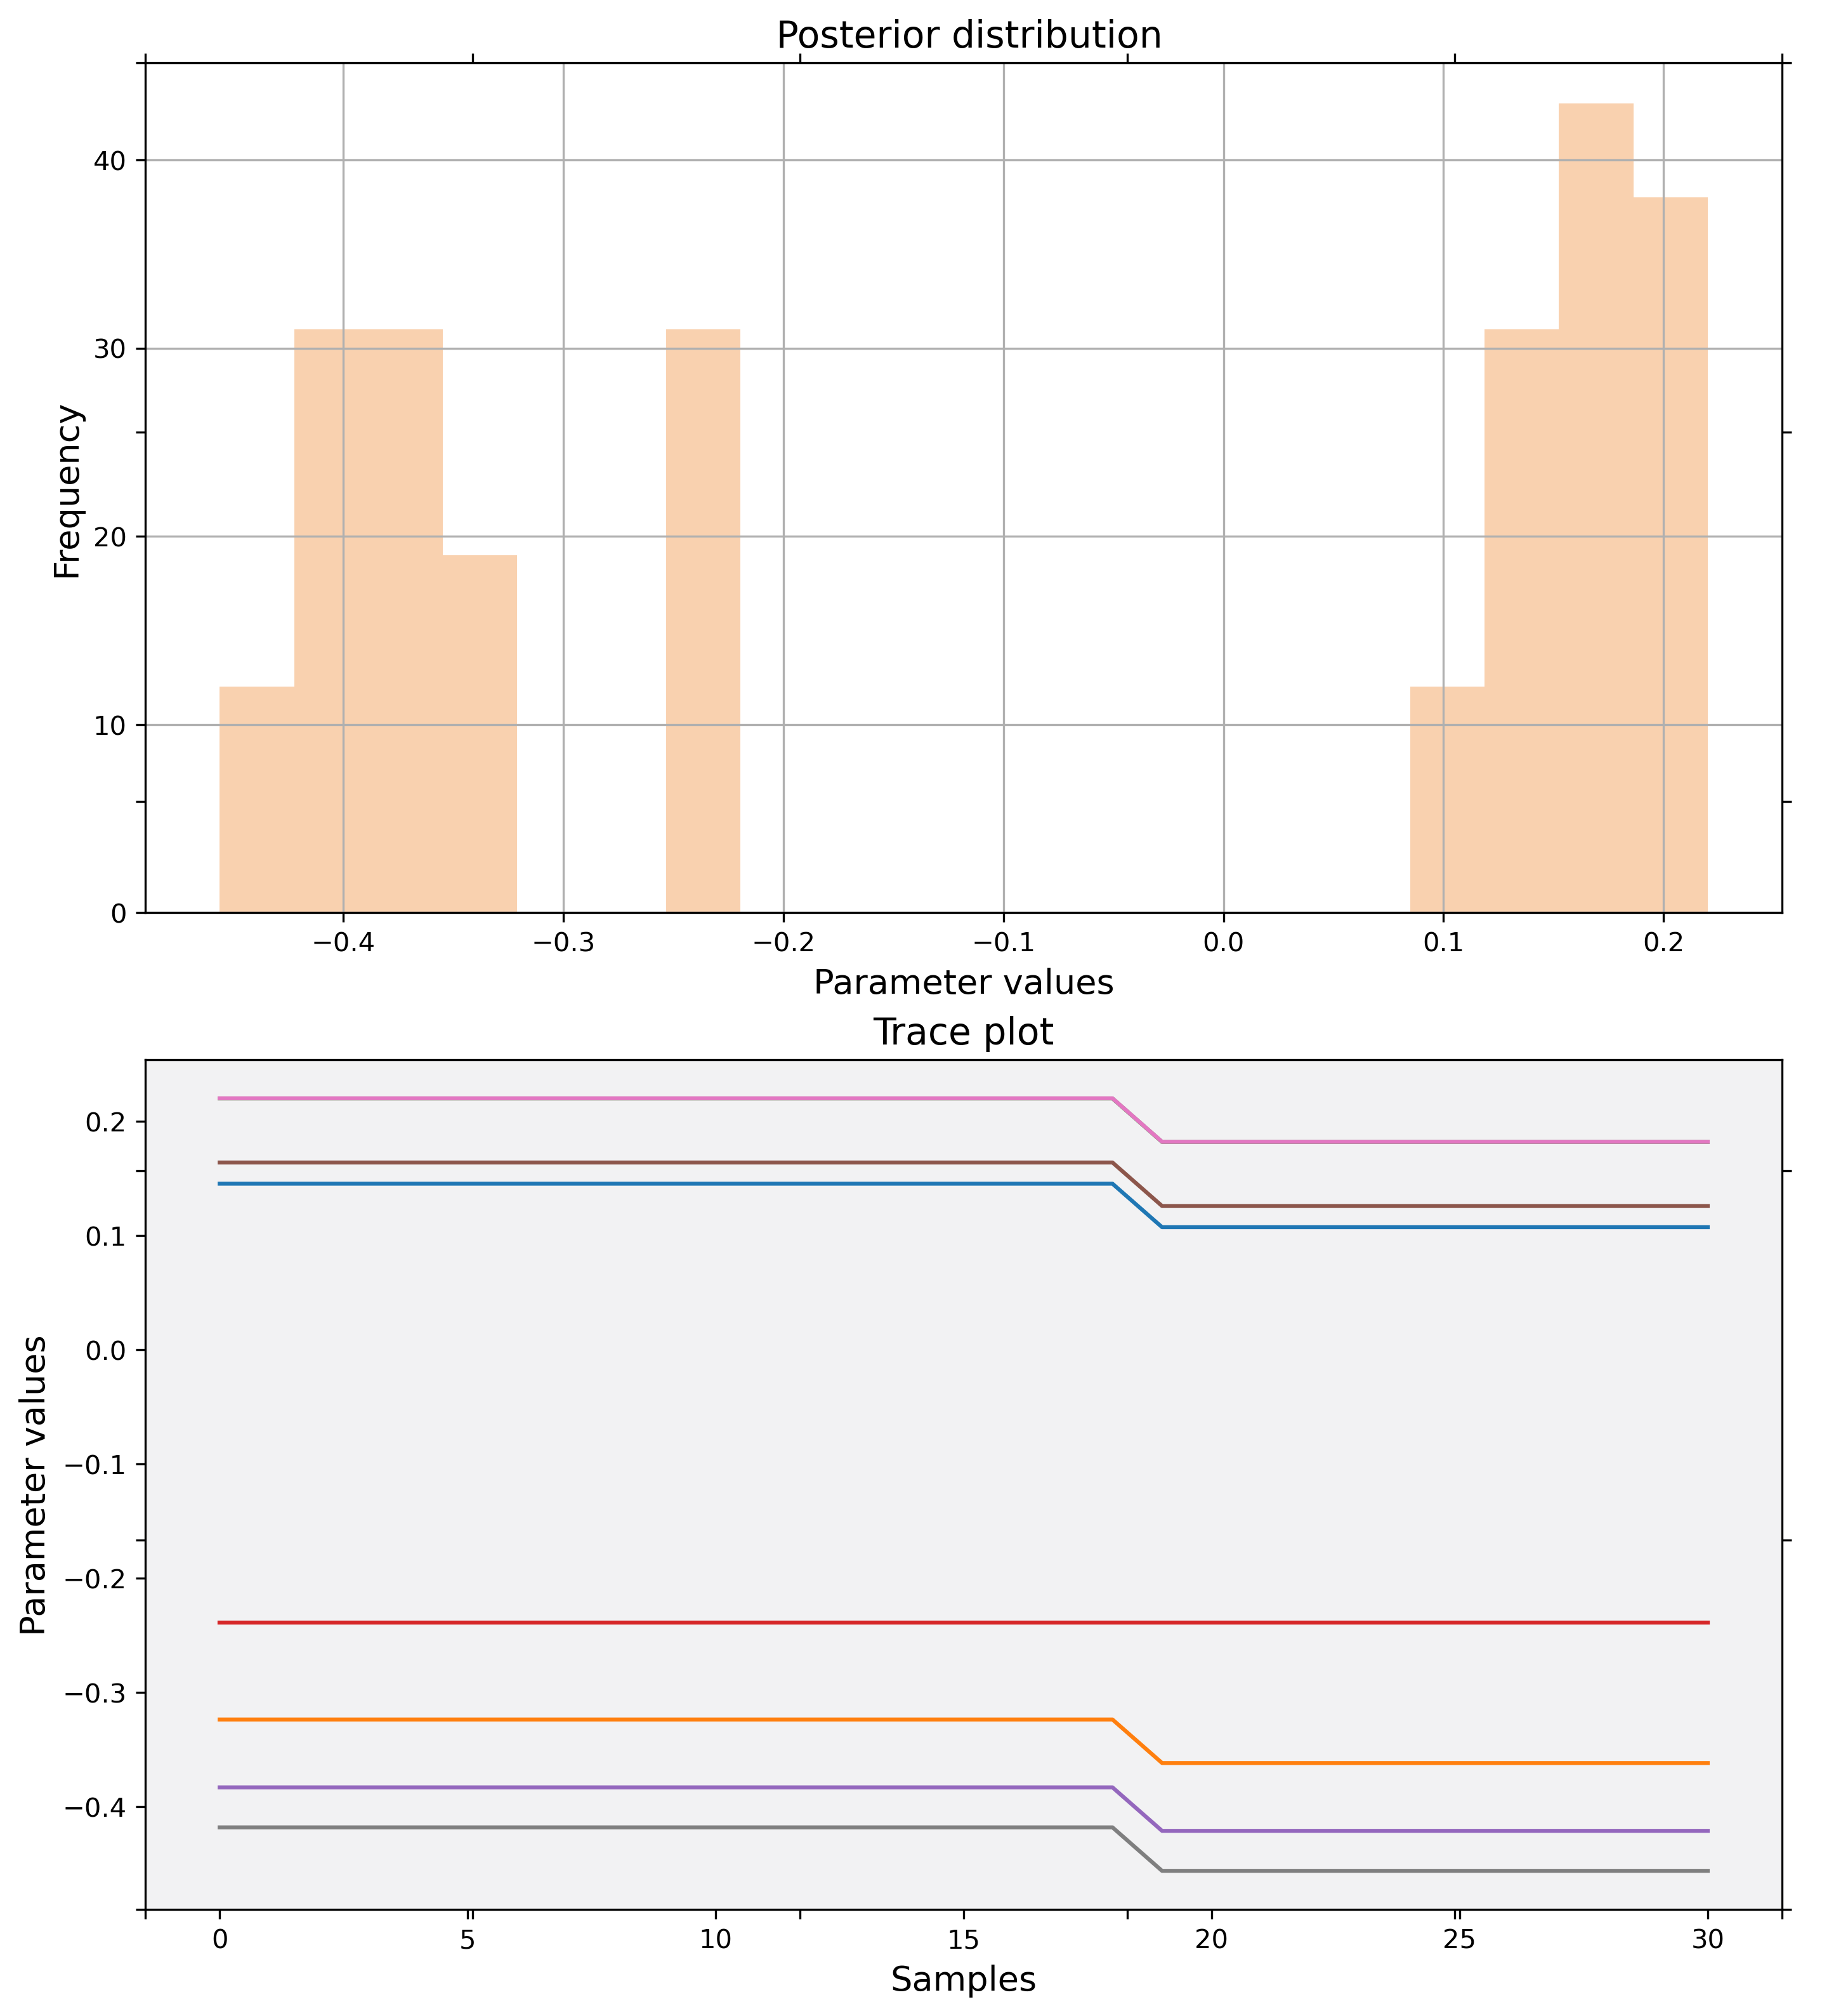 Posterior distribution
40
30
20
10
0
Frequency
−0.4 −0.3 −0.2 −0.1 0.0 0.1 0.2
Parameter values
Trace plot
0.2
0.1
0.0
−0.1
−0.2
−0.3
−0.4
Parameter values
0 5 10 15 20 25 30
Samples